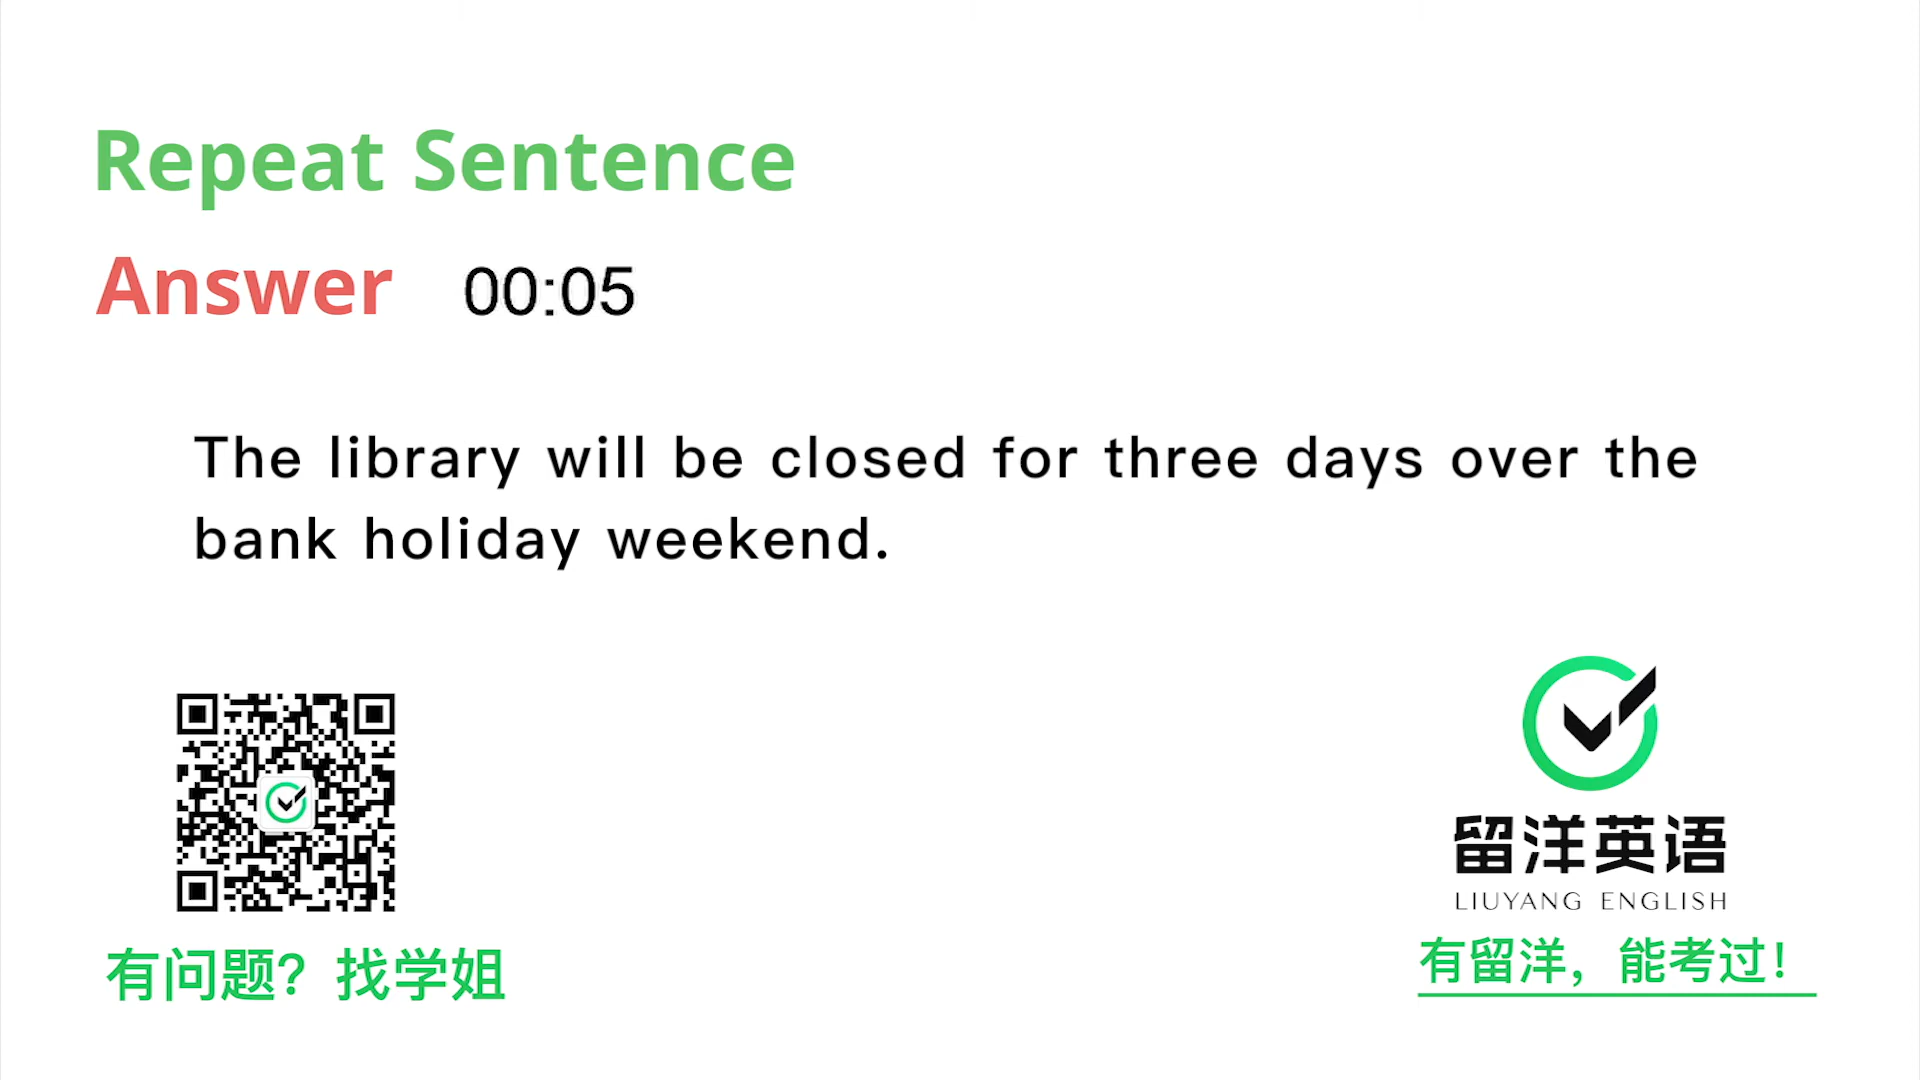 Repeat Sentence
Answer 00:05
The library will be closed for three days over the
bank holiday weekend.
留洋英语
LIUYANG ENGLISH
有问题？找学姐
有留洋，能考过！